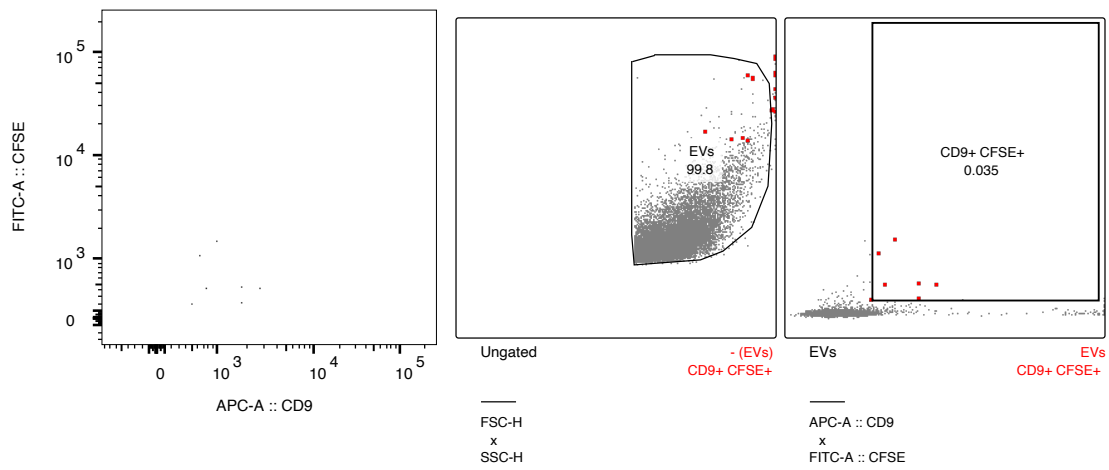 10^5
10^4
10^3
0
FITC-A :: CFSE
0
10^3
10^4
10^5
APC-A :: CD9
EVs
99.8
Ungated
- (EVs)
CD9+ CFSE+
FSC-H
x
SSC-H
CD9+ CFSE+
0.035
EVs
EVs
CD9+ CFSE+
APC-A :: CD9
x
FITC-A :: CFSE